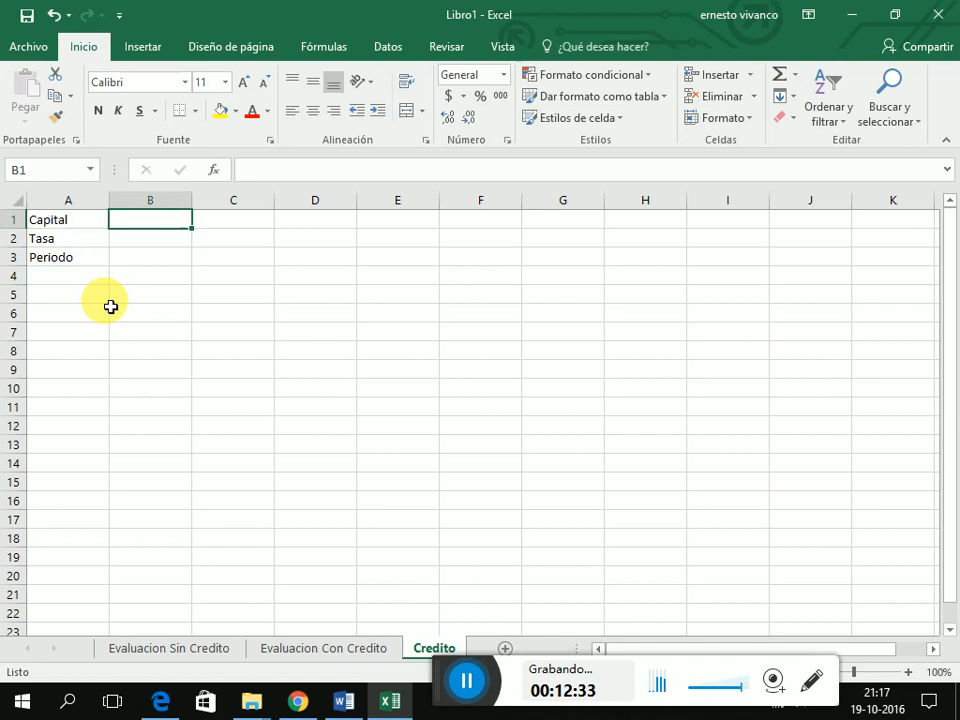 Libro1 - Excel
ernesto vivanco
Archivo
Inicio
Insertar
Diseño de página
Fórmulas
Datos
Revisar
Vista
¿Qué desea hacer?
Compartir
Pegar
Calibri
11
N K S
General
$ % 000
Formato condicional
Dar formato como tabla
Estilos de celda
Insertar
Eliminar
Formato
Ordenar y filtrar
Buscar y seleccionar
Portapapeles
Fuente
Alineación
Número
Estilos
Celdas
Editar
B1
fx
A B C D E F G H I J K
1 Capital
2 Tasa
3 Periodo
4
5
6
7
8
9
10
11
12
13
14
15
16
17
18
19
20
21
22
23
Evaluacion Sin Credito
Evaluacion Con Credito
Credito
Listo
100%
Grabando...
00:12:33
21:17
19-10-2016